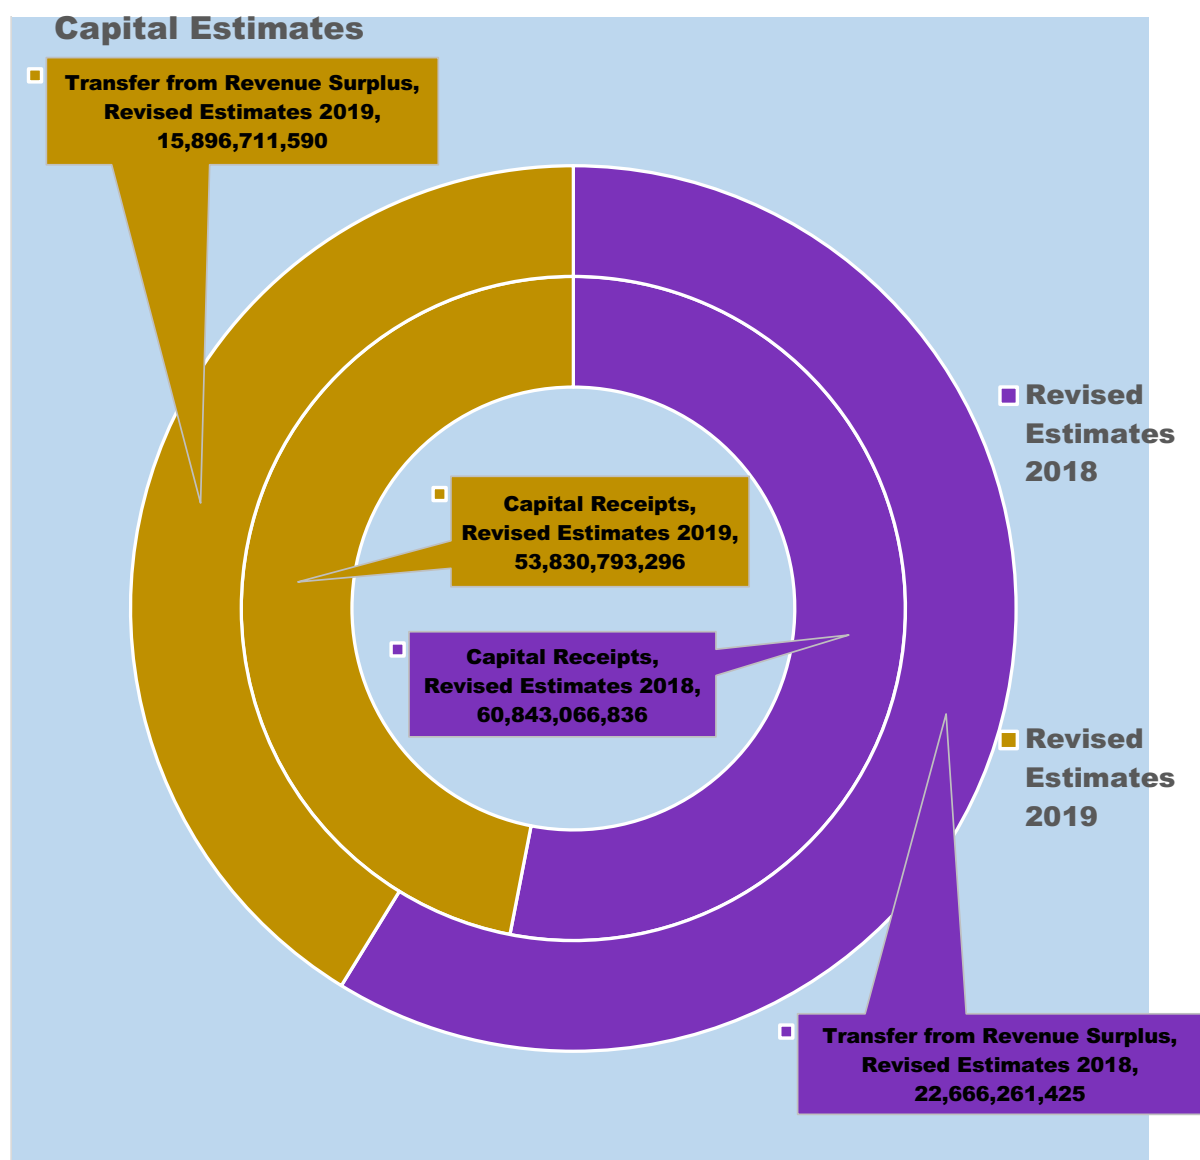 Capital Estimates
Transfer from Revenue Surplus,
Revised Estimates 2019,
15,896,711,590
Revised
Estimates
2018
Capital Receipts,
Revised Estimates 2019,
53,830,793,296
Capital Receipts,
Revised Estimates 2018,
60,843,066,836
Revised
Estimates
2019
Transfer from Revenue Surplus,
Revised Estimates 2018,
22,666,261,425